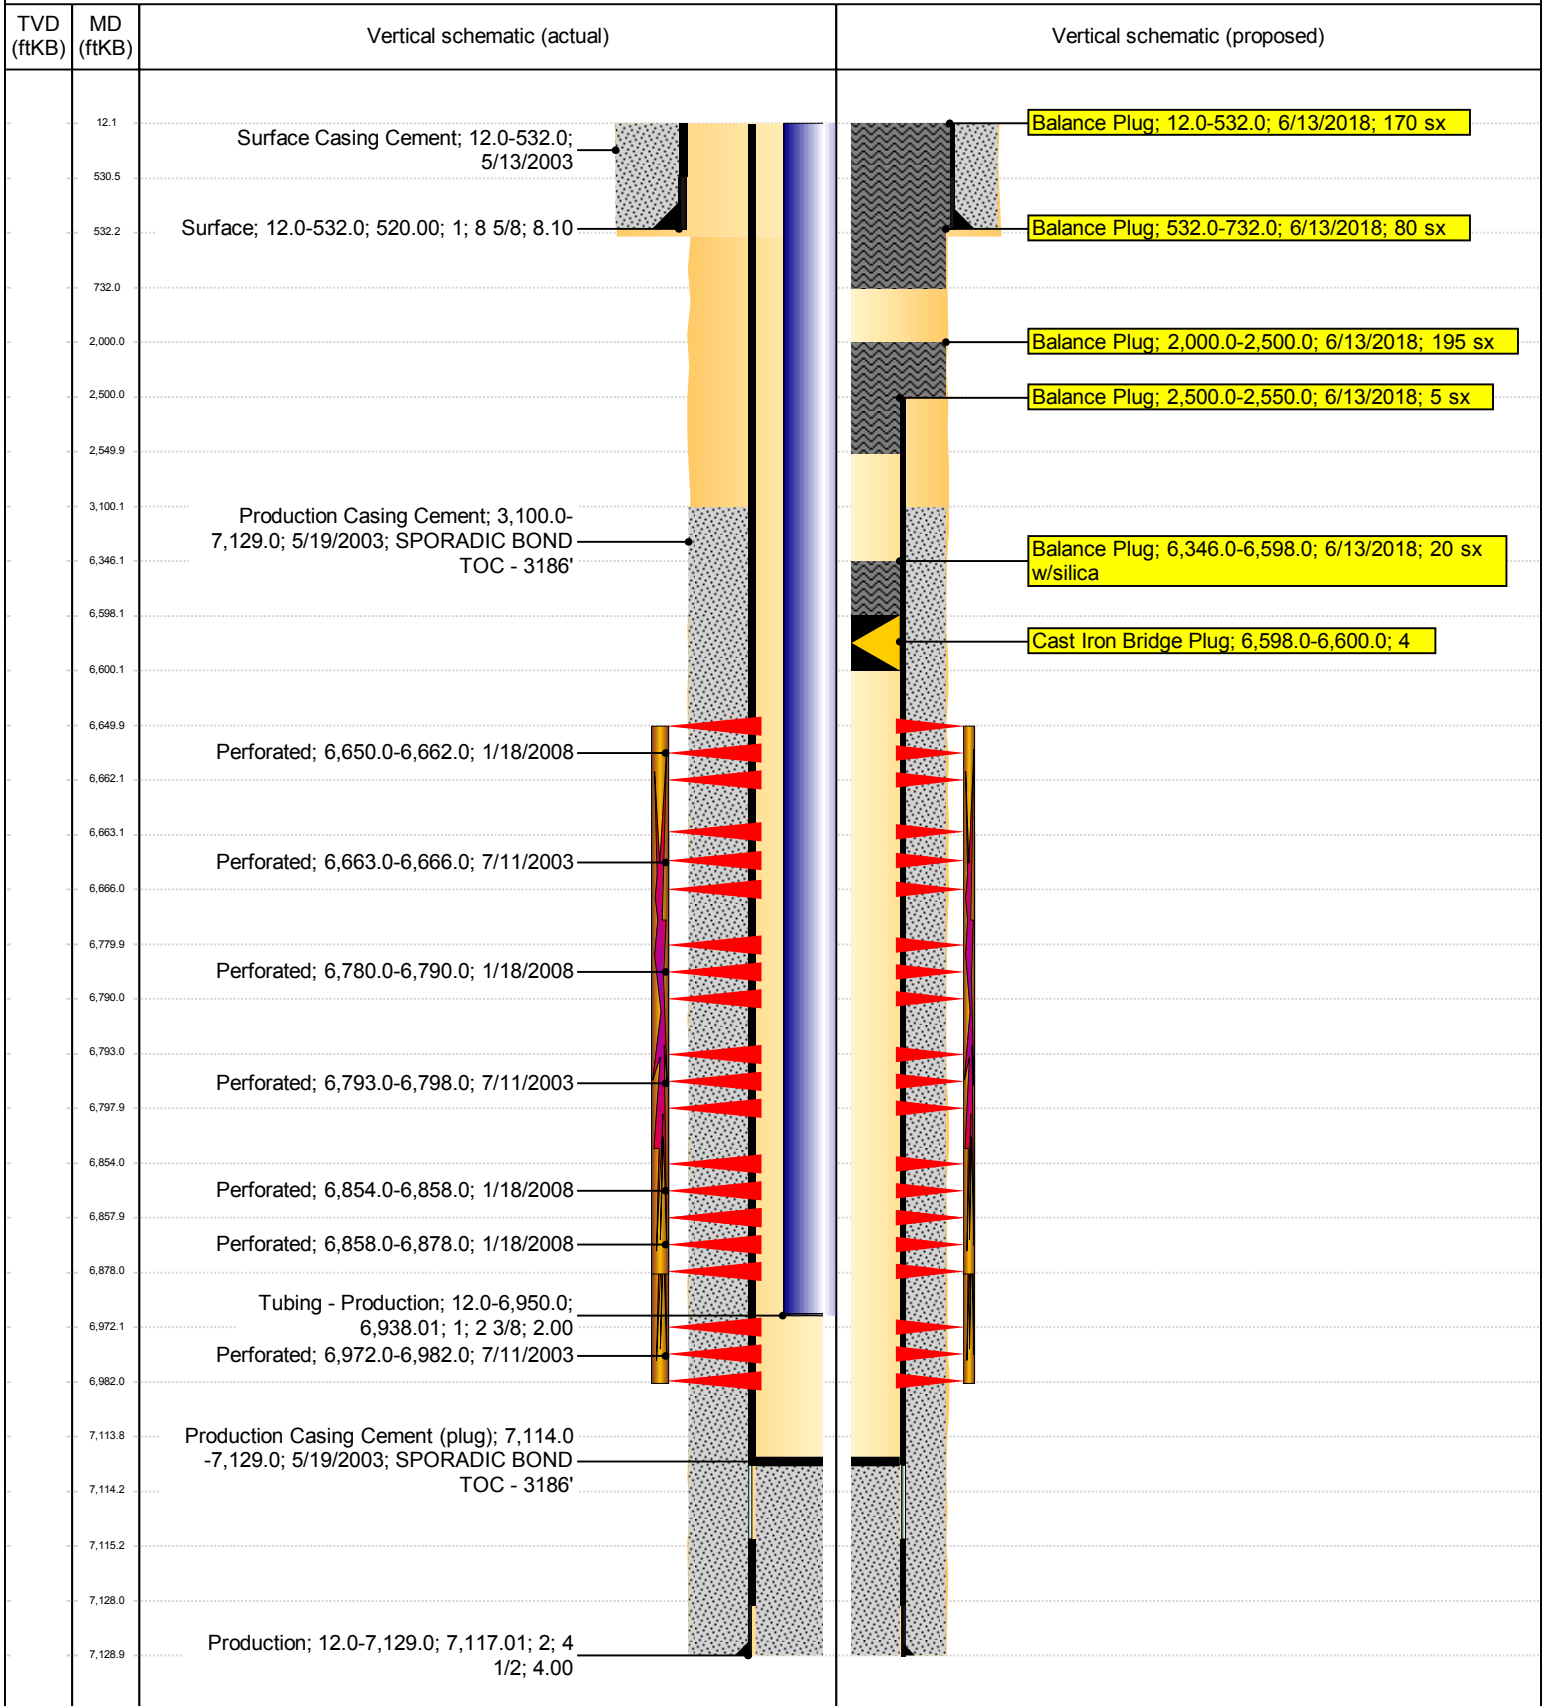 TVD
(ftKB)
MD
(ftKB)
Vertical schematic (actual)
Vertical schematic (proposed)
12.1
Surface Casing Cement; 12.0-532.0;
5/13/2003
Balance Plug; 12.0-532.0; 6/13/2018; 170 sx
530.5
Surface; 12.0-532.0; 520.00; 1; 8 5/8; 8.10
Balance Plug; 532.0-732.0; 6/13/2018; 80 sx
532.2
732.0
2,000.0
Balance Plug; 2,000.0-2,500.0; 6/13/2018; 195 sx
2,500.0
Balance Plug; 2,500.0-2,550.0; 6/13/2018; 5 sx
2,549.9
3,100.1
Production Casing Cement; 3,100.0-
7,129.0; 5/19/2003; SPORADIC BOND
TOC - 3186'
Balance Plug; 6,346.0-6,598.0; 6/13/2018; 20 sx
w/silica
6,346.1
6,598.1
Cast Iron Bridge Plug; 6,598.0-6,600.0; 4
6,600.1
6,649.9
Perforated; 6,650.0-6,662.0; 1/18/2008
6,662.1
6,663.1
Perforated; 6,663.0-6,666.0; 7/11/2003
6,666.0
6,779.9
Perforated; 6,780.0-6,790.0; 1/18/2008
6,790.0
6,793.0
Perforated; 6,793.0-6,798.0; 7/11/2003
6,797.9
6,854.0
Perforated; 6,854.0-6,858.0; 1/18/2008
6,857.9
Perforated; 6,858.0-6,878.0; 1/18/2008
6,878.0
Tubing - Production; 12.0-6,950.0;
6,938.01; 1; 2 3/8; 2.00
6,972.1
Perforated; 6,972.0-6,982.0; 7/11/2003
6,982.0
7,113.8
Production Casing Cement (plug); 7,114.0
-7,129.0; 5/19/2003; SPORADIC BOND
TOC - 3186'
7,114.2
7,115.2
7,128.0
Production; 12.0-7,129.0; 7,117.01; 2; 4
1/2; 4.00
7,128.9